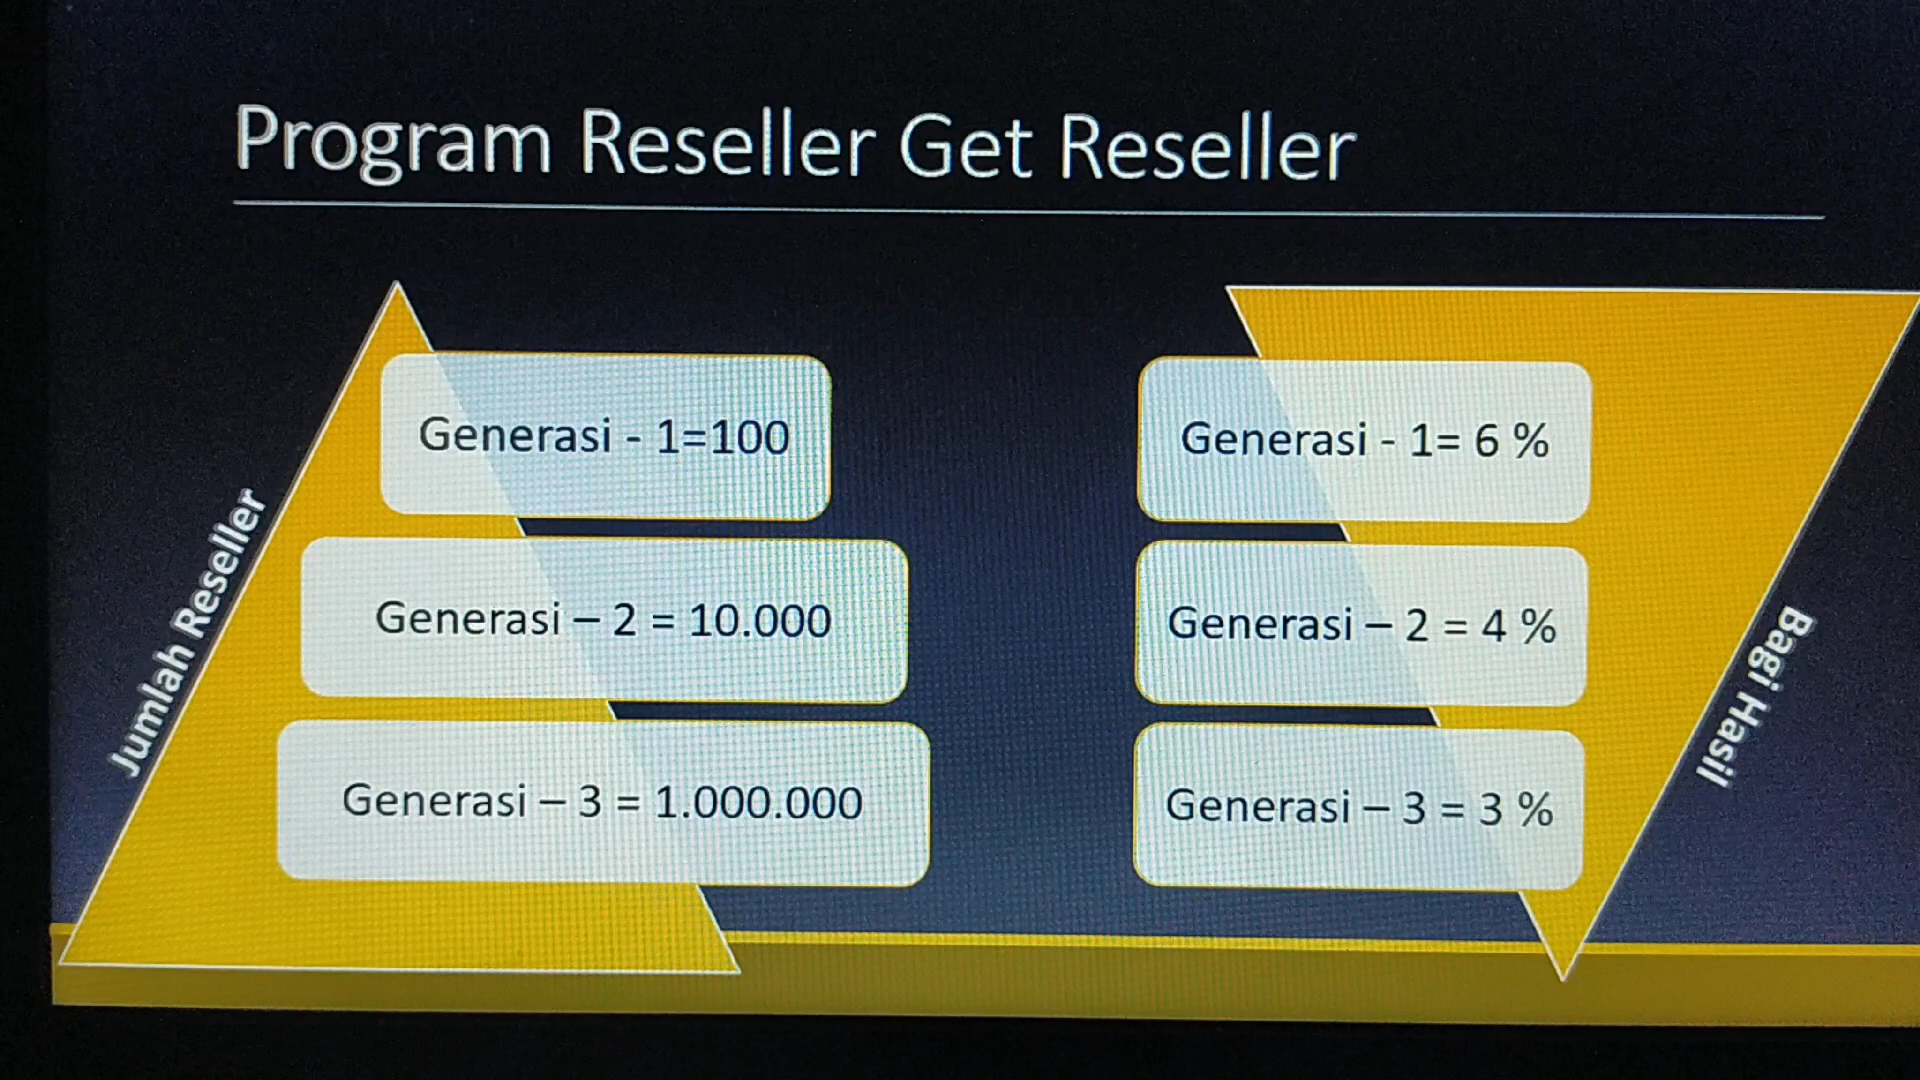 Program Reseller Get Reseller
Jumlah Reseller
Generasi - 1=100
Generasi – 2 = 10.000
Generasi – 3 = 1.000.000
Generasi - 1= 6 %
Generasi – 2 = 4 %
Generasi – 3 = 3 %
Bagi Hasil